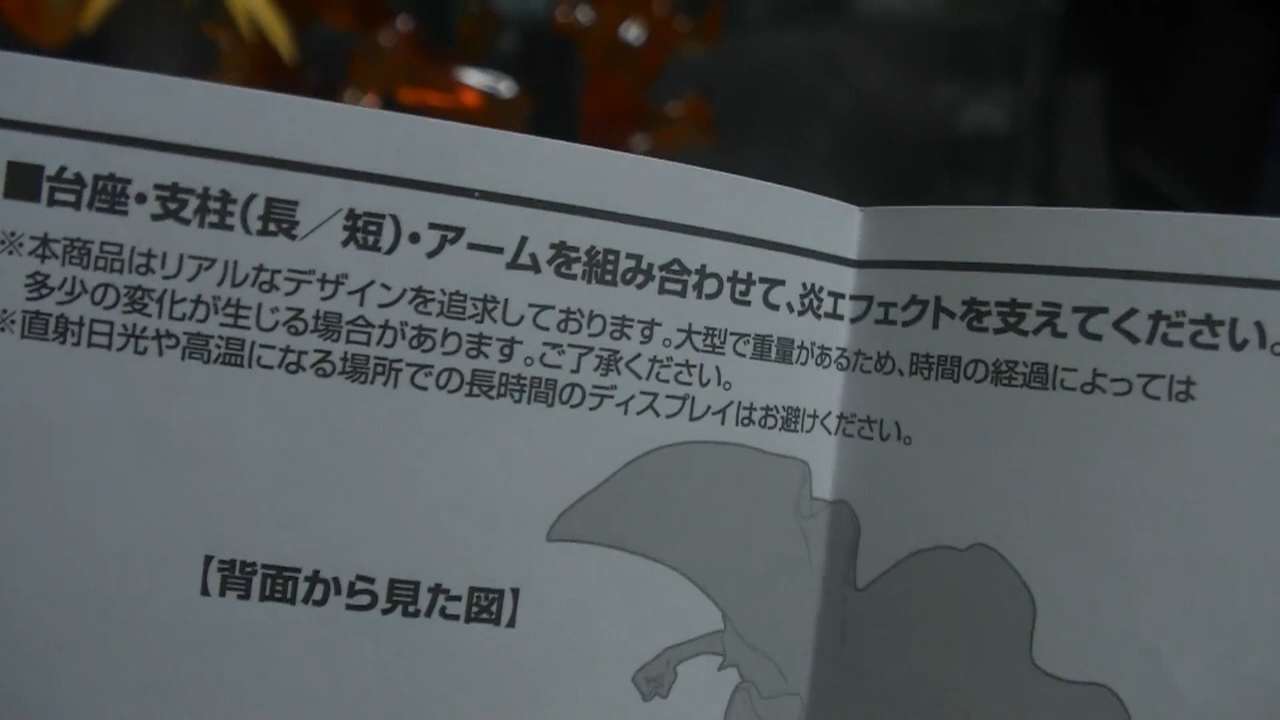 ■台座・支柱(長／短)・アームを組み合わせて、炎エフェクトを支えてください。
※本商品はリアルなデザインを追求しております。大型で重量があるため、時間の経過によっては
多少の変化が生じる場合があります。ご了承ください。
※直射日光や高温になる場所での長時間のディスプレイはお避けください。
【背面から見た図】